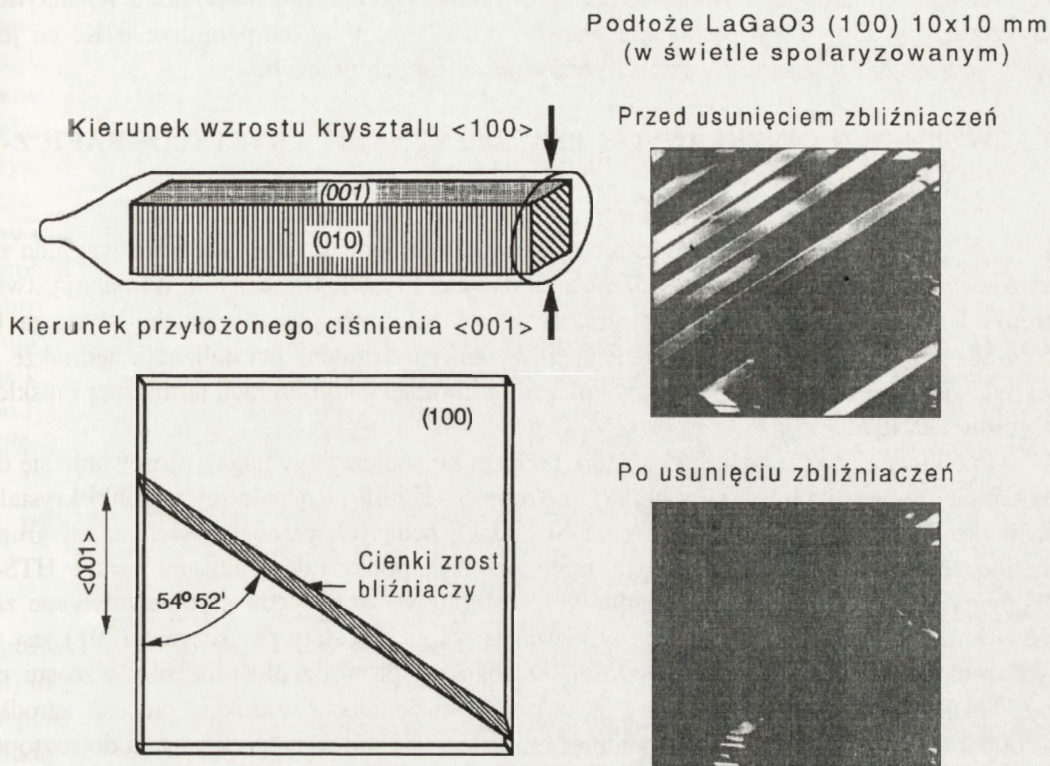 Podłoże LaGaO3 (100) 10x10 mm
(w świetle spolaryzowanym)
Kierunek wzrostu krysztalu <100>
(001)
(010)
Kierunek przyłożonego ciśnienia <001>
Przed usunięciem zbliźniaczeń
(100)
<001>
54º 52'
Cienki zrost
bliźniaczy
Po usunięciu zbliźniaczeń